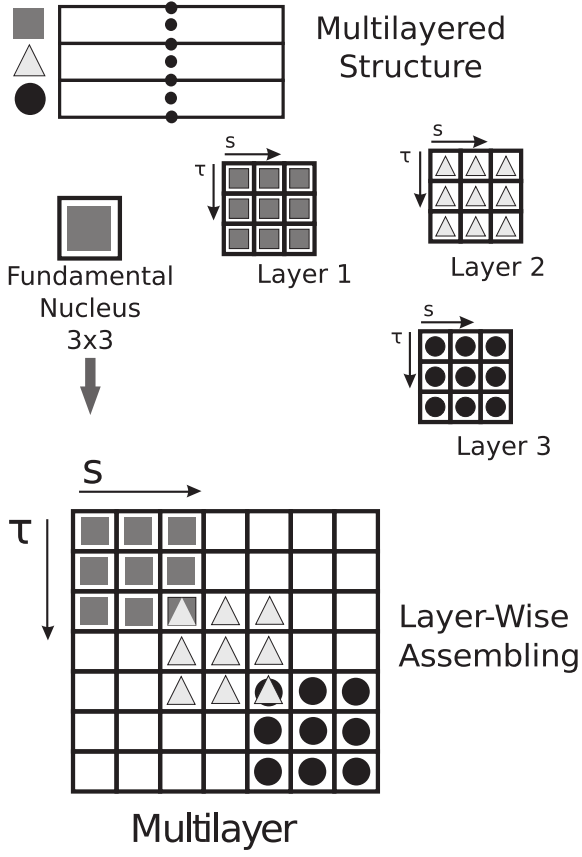 Multilayered
Structure
s
τ
Layer 1
s
τ
Layer 2
Fundamental
Nucleus
3x3
s
τ
Layer 3
s
τ
Layer-Wise
Assembling
Multilayer